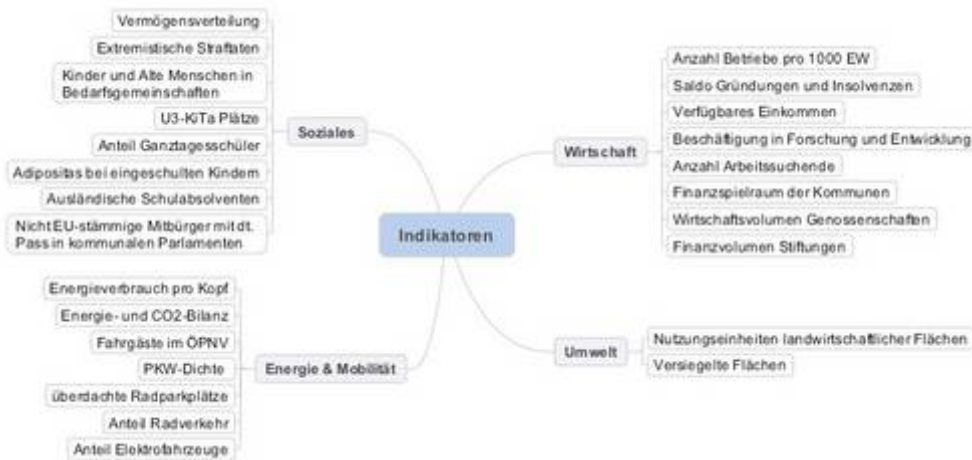 Vermögensverteilung
Extremistische Straftaten
Kinder und Alte Menschen in
Bedarfsgemeinschaften
U3-KiTa Plätze
Anteil Ganztagesschüler
Adipositas bei eingeschulten Kindern
Ausländische Schulabsolventen
Nicht EU-stämmige Mitbürger mit dt.
Pass in kommunalen Parlamenten
Soziales
Energieverbrauch pro Kopf
Energie- und CO2-Bilanz
Fahrgäste im ÖPNV
PKW-Dichte
überdachte Radparkplätze
Anteil Radverkehr
Anteil Elektrofahrzeuge
Energie & Mobilität
Indikatoren
Wirtschaft
Anzahl Betriebe pro 1000 EW
Saldo Gründungen und Insolvenzen
Verfügbares Einkommen
Beschäftigung in Forschung und Entwicklung
Anzahl Arbeitssuchende
Finanzspielraum der Kommunen
Wirtschaftsvolumen Genossenschaften
Finanzvolumen Stiftungen
Umwelt
Nutzungseinheiten landwirtschaftlicher Flächen
Versiegelte Flächen